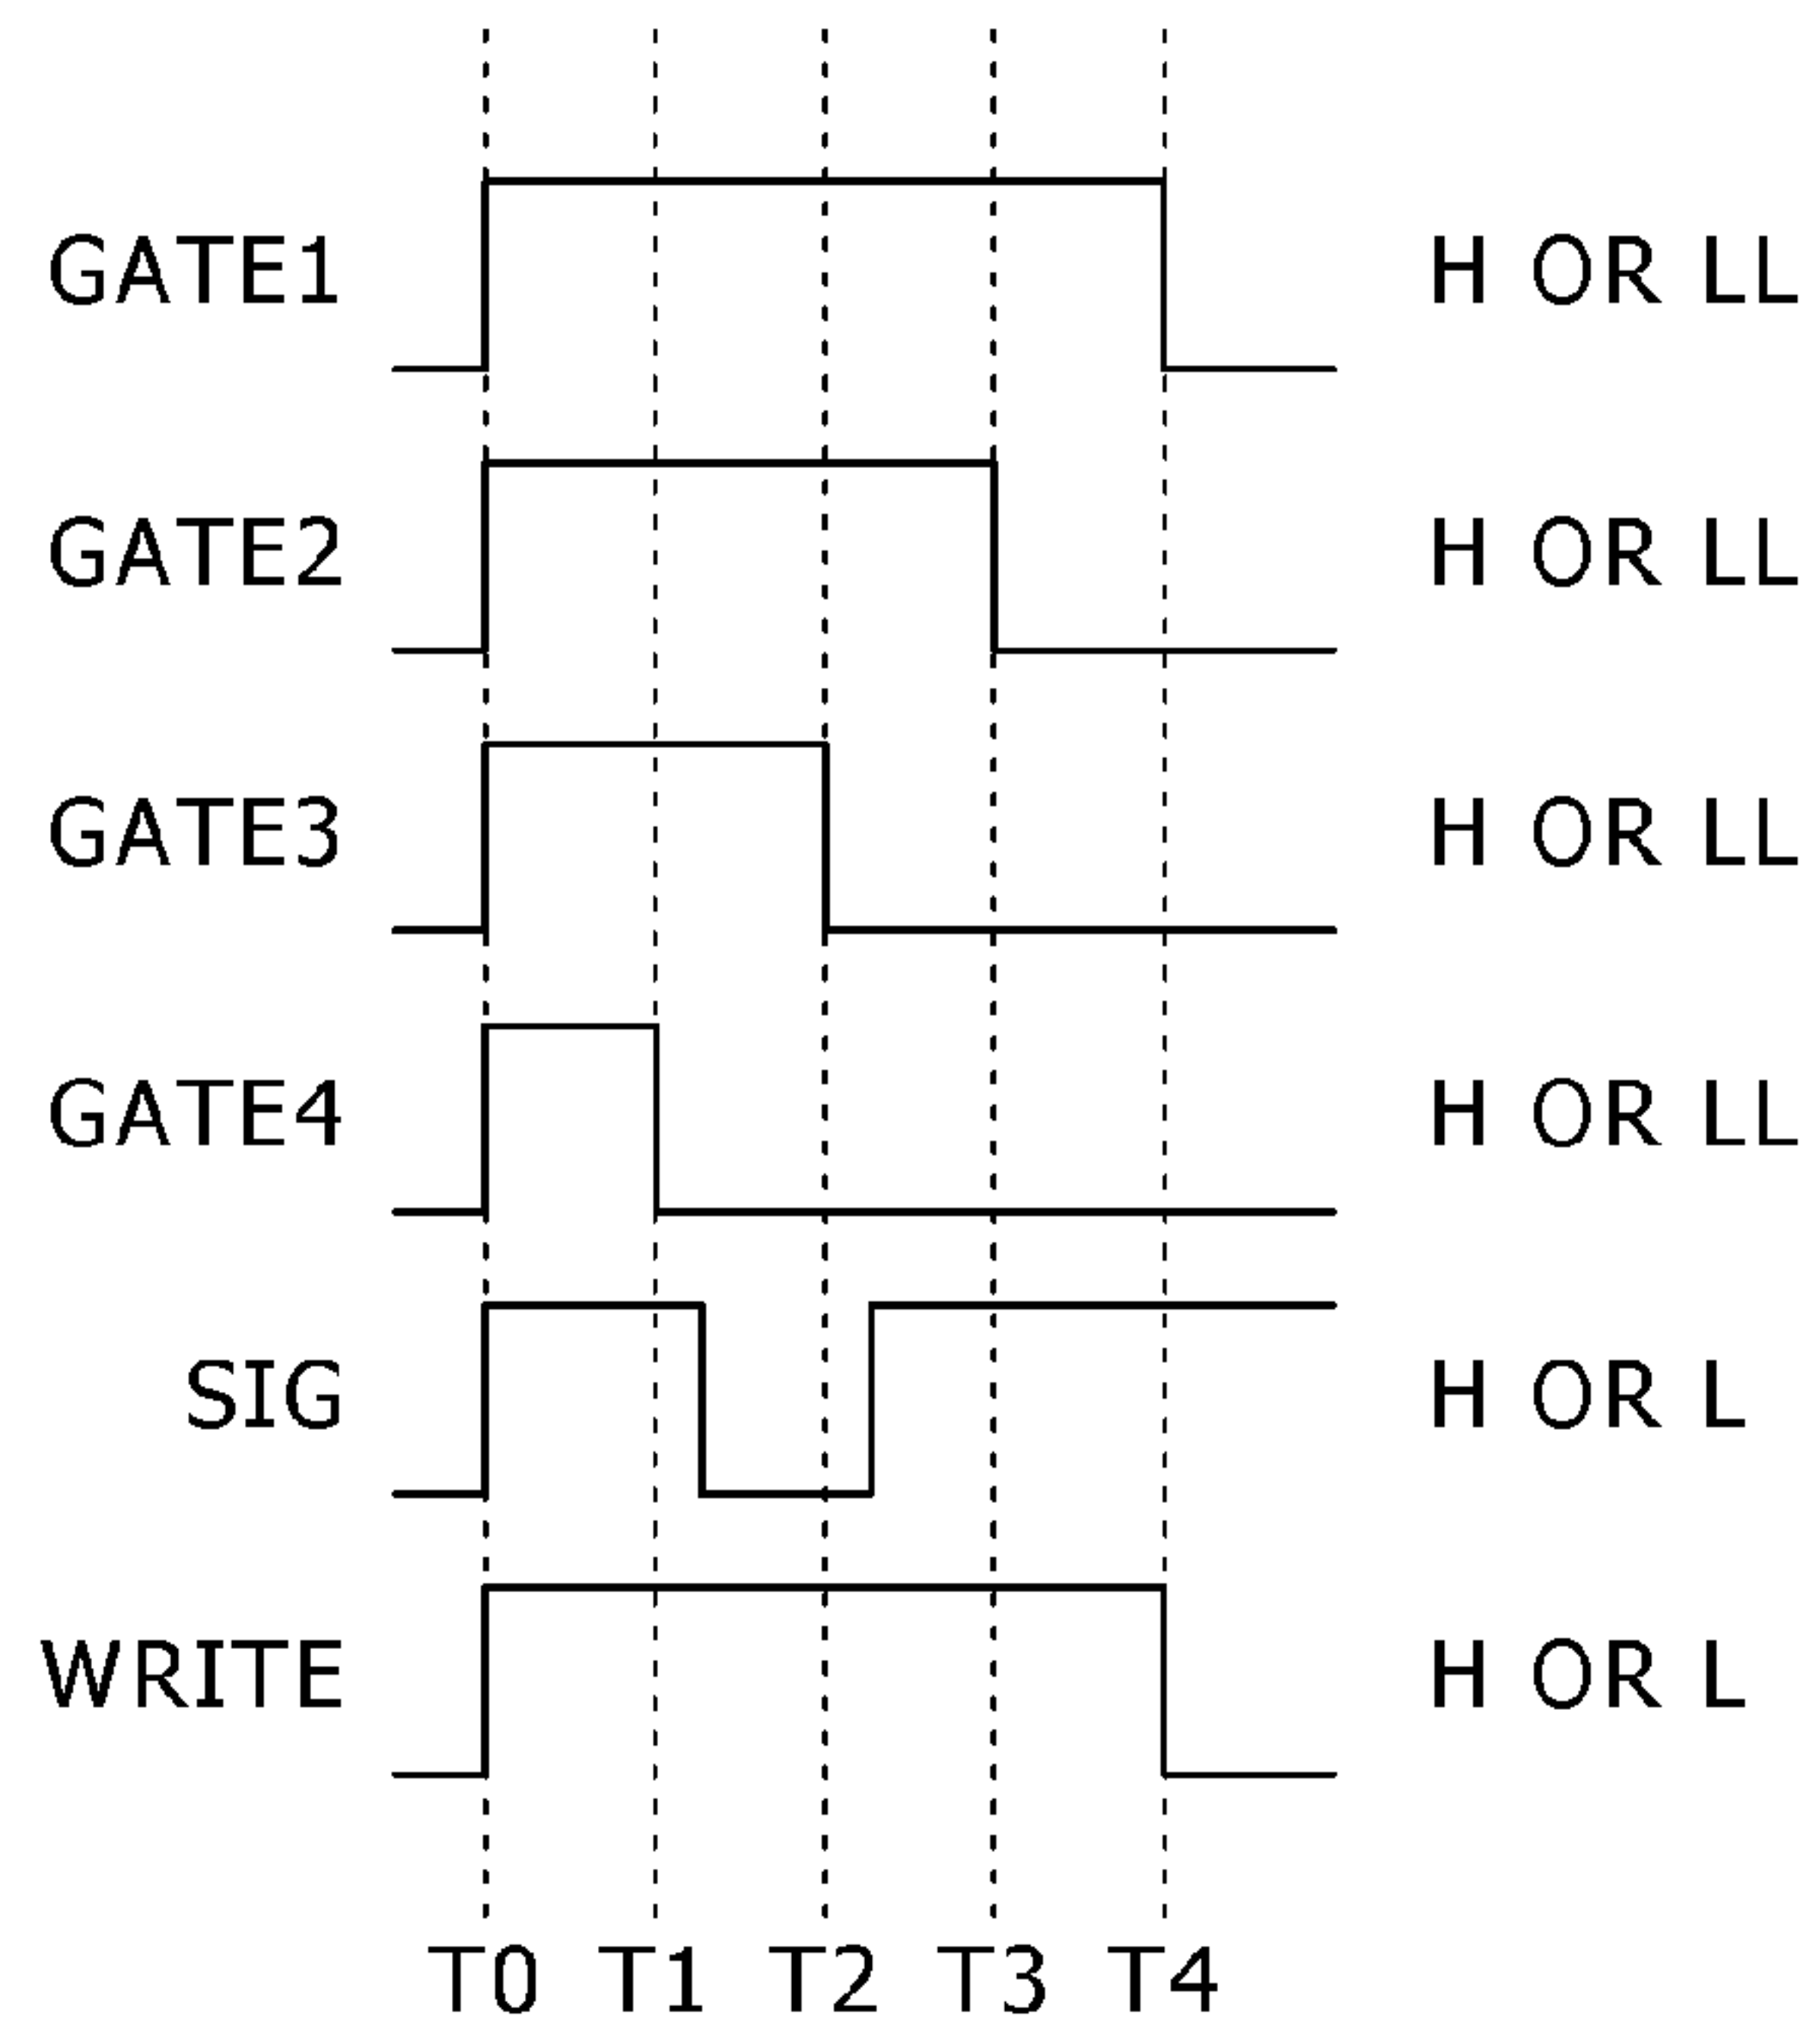 GATE1 H OR LL
GATE2 H OR LL
GATE3 H OR LL
GATE4 H OR LL
SIG H OR L
WRITE H OR L
T0 T1 T2 T3 T4